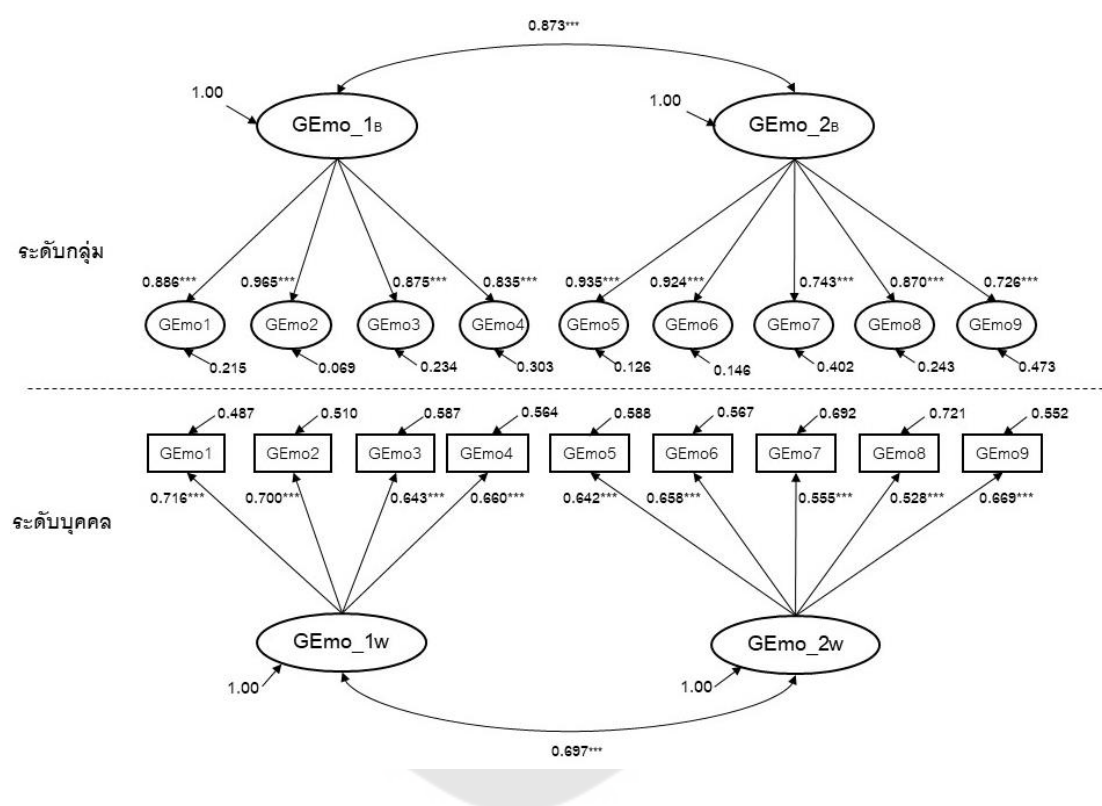 0.873***
1.00 1.00
GEmo_1B GEmo_2B
ระดับกลุ่ม
0.886*** 0.965*** 0.875*** 0.835*** 0.935*** 0.924*** 0.743*** 0.870*** 0.726***
GEmo1 GEmo2 GEmo3 GEmo4 GEmo5 GEmo6 GEmo7 GEmo8 GEmo9
0.215 0.069 0.234 0.303 0.126 0.146 0.402 0.243 0.473
0.487 0.510 0.587 0.564 0.588 0.567 0.692 0.721 0.552
GEmo1 GEmo2 GEmo3 GEmo4 GEmo5 GEmo6 GEmo7 GEmo8 GEmo9
0.716*** 0.700*** 0.643*** 0.660*** 0.642*** 0.658*** 0.555*** 0.528*** 0.669***
ระดับบุคคล
GEmo_1w GEmo_2w
1.00 1.00
0.697***